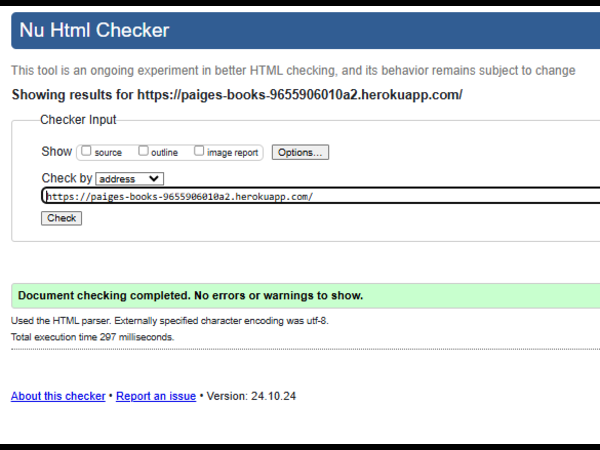 Nu Html Checker
This tool is an ongoing experiment in better HTML checking, and its behavior remains subject to change
Showing results for https://paiges-books-9655906010a2.herokuapp.com/
Checker Input
Show source outline image report Options...
Check by address
https://paiges-books-9655906010a2.herokuapp.com/
Check
Document checking completed. No errors or warnings to show.
Used the HTML parser. Externally specified character encoding was utf-8.
Total execution time 297 milliseconds.
About this checker • Report an issue • Version: 24.10.24